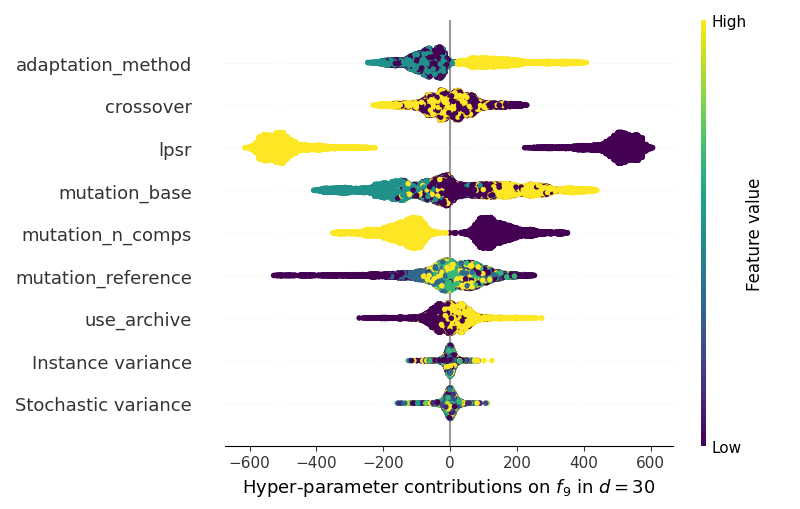 High
adaptation_method
crossover
lpsr
mutation_base
mutation_n_comps
mutation_reference
use_archive
Instance variance
Stochastic variance
Feature value
Low
−600 −400 −200 0 200 400 600
Hyper-parameter contributions on f₉ in d = 30